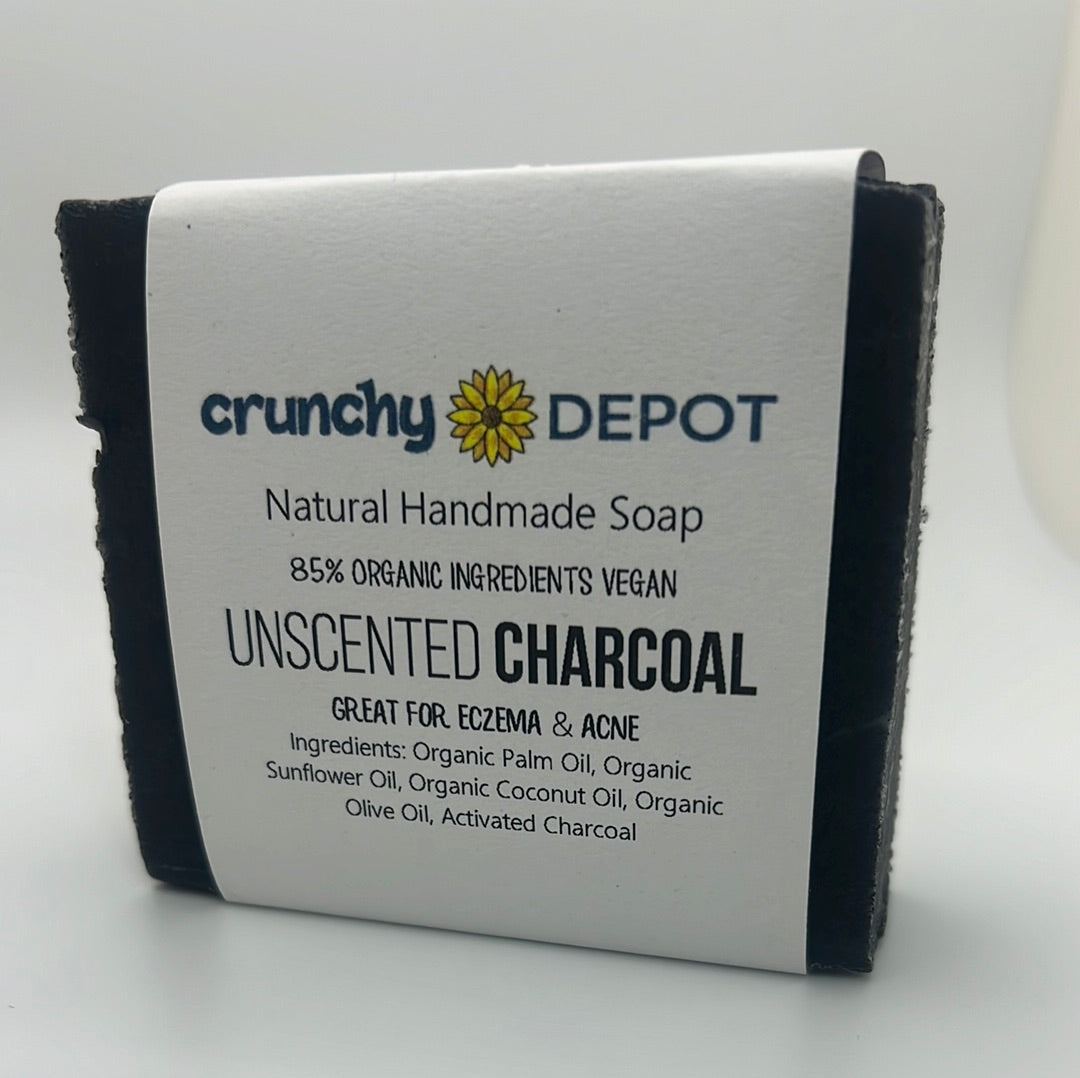 crunchy DEPOT
Natural Handmade Soap
85% ORGANIC INGREDIENTS VEGAN
UNSCENTED CHARCOAL
GREAT FOR ECZEMA & ACNE
Ingredients: Organic Palm Oil, Organic
Sunflower Oil, Organic Coconut Oil, Organic
Olive Oil, Activated Charcoal